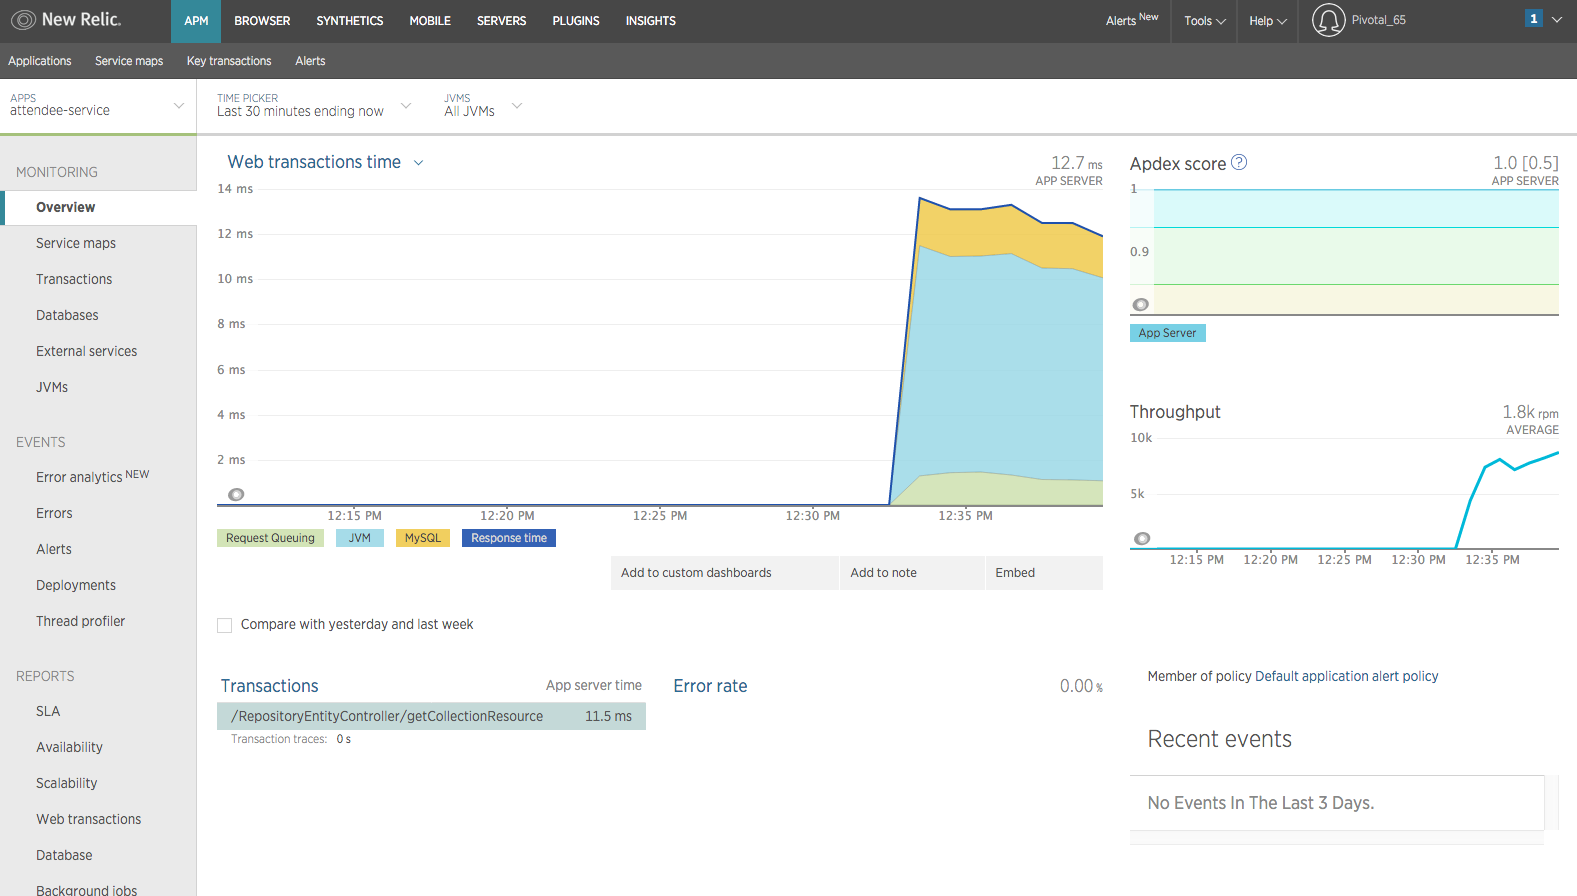 New Relic.
APM BROWSER SYNTHETICS MOBILE SERVERS PLUGINS INSIGHTS
Alerts New Tools Help Pivotal_65 1
Applications Service maps Key transactions Alerts
APPS
attendee-service
TIME PICKER
Last 30 minutes ending now
JVMS
All JVMs
MONITORING
Overview
Service maps
Transactions
Databases
External services
JVMs
EVENTS
Error analytics NEW
Errors
Alerts
Deployments
Thread profiler
REPORTS
SLA
Availability
Scalability
Web transactions
Database
Background jobs
Web transactions time
12.7 ms
APP SERVER
14 ms
12 ms
10 ms
8 ms
6 ms
4 ms
2 ms
12:15 PM 12:20 PM 12:25 PM 12:30 PM 12:35 PM
Request Queuing JVM MySQL Response time
Add to custom dashboards Add to note Embed
Compare with yesterday and last week
Transactions App server time
/RepositoryEntityController/getCollectionResource 11.5 ms
Transaction traces: 0 s
Error rate 0.00 %
Apdex score ? 1.0 [0.5]
APP SERVER
1
0.9
App Server
Throughput 1.8k rpm
AVERAGE
10k
5k
12:15 PM 12:20 PM 12:25 PM 12:30 PM 12:35 PM
Member of policy Default application alert policy
Recent events
No Events In The Last 3 Days.